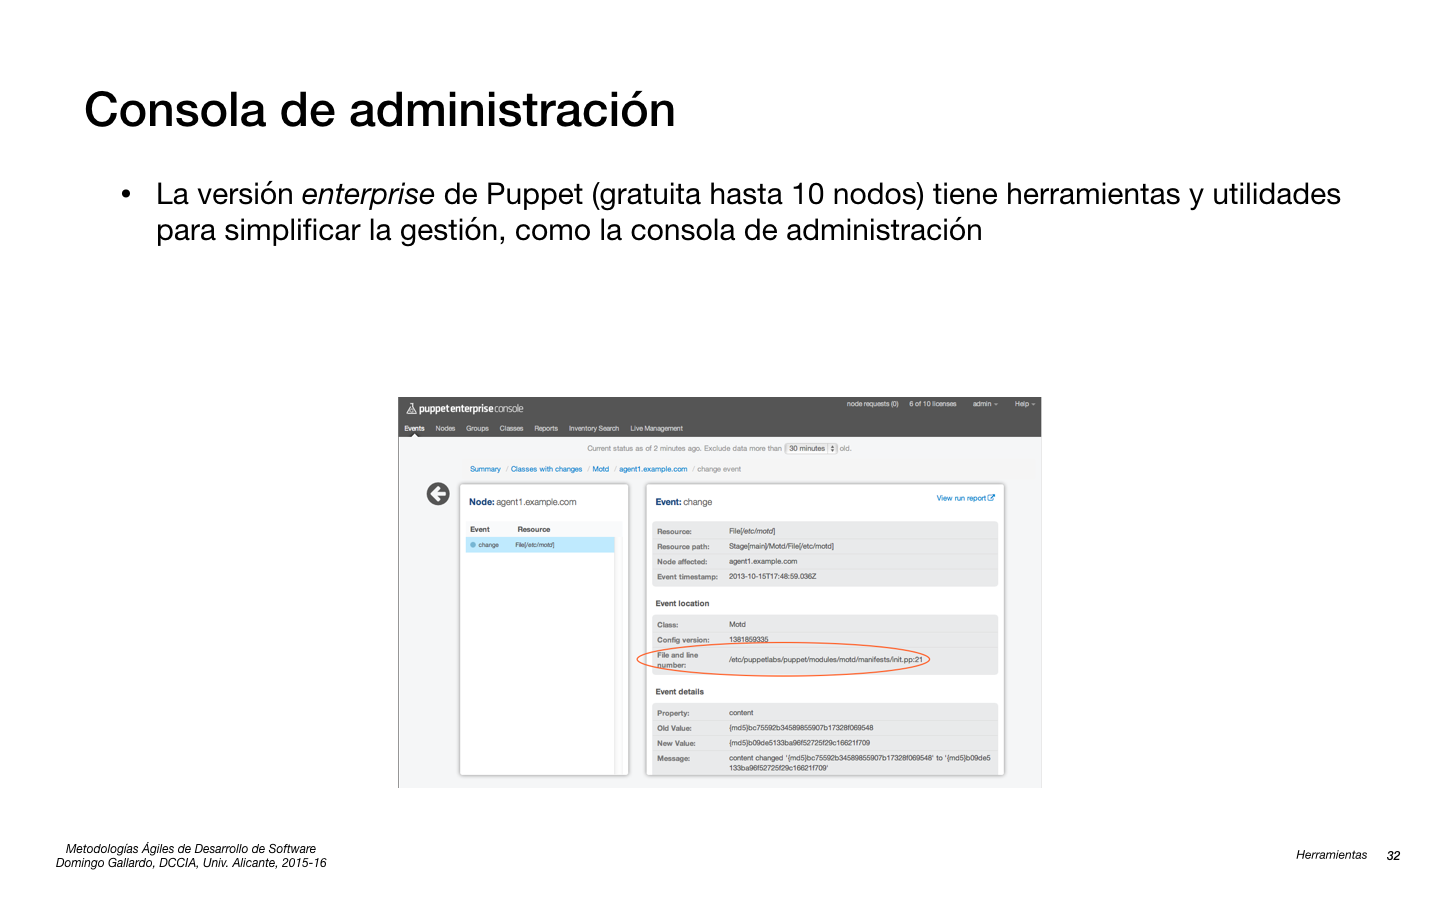 Consola de administración
• La versión enterprise de Puppet (gratuita hasta 10 nodos) tiene herramientas y utilidades
para simplificar la gestión, como la consola de administración
puppet enterprise console
node requests (0) 6 of 10 licenses admin Help
Events Nodes Groups Classes Reports Inventory Search Live Management
Current status as of 2 minutes ago. Exclude data more than 30 minutes old.
Summary / Classes with changes / Motd / agent1.example.com / change event
Node: agent1.example.com
Event Resource
change File[/etc/motd]
Event: change
View run report
Resource: File[/etc/motd]
Resource path: Stage[main]/Motd/File[/etc/motd]
Node affected: agent1.example.com
Event timestamp: 2013-10-15T17:48:59.036Z
Event location
Class: Motd
Config version: 1381859335
File and line
number: /etc/puppetlabs/puppet/modules/motd/manifests/init.pp:21
Event details
Property: content
Old Value: {md5}bc75592b34589855907b17328f069548
New Value: {md5}b09de5133ba96f52725f29c16621f709
Message: content changed '{md5}bc75592b34589855907b17328f069548' to '{md5}b09de5
133ba96f52725f29c16621f709'
Metodologías Ágiles de Desarrollo de Software
Domingo Gallardo, DCCIA, Univ. Alicante, 2015-16
Herramientas 32